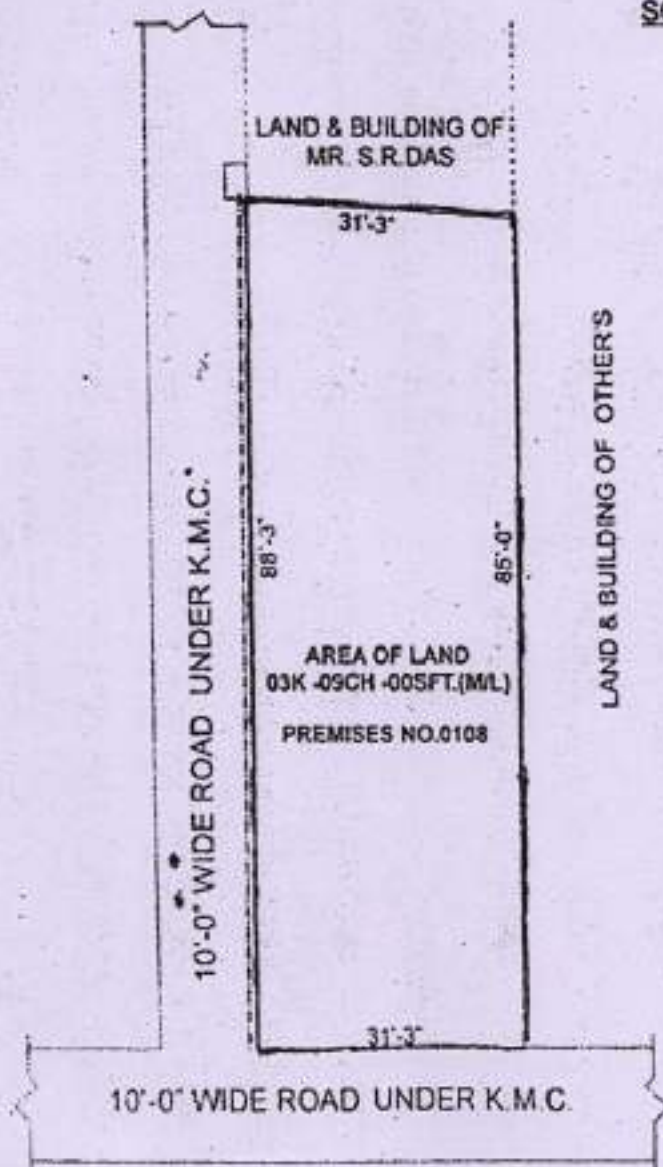 LAND & BUILDING OF
MR. S.R.DAS
31'-3"
88'-3"
85'-0"
LAND & BUILDING OF OTHER'S
10'-0" WIDE ROAD UNDER K.M.C.
AREA OF LAND
03K -09CH -00SFT.(M/L)
PREMISES NO.0108
31'-3"
10'-0" WIDE ROAD UNDER K.M.C.